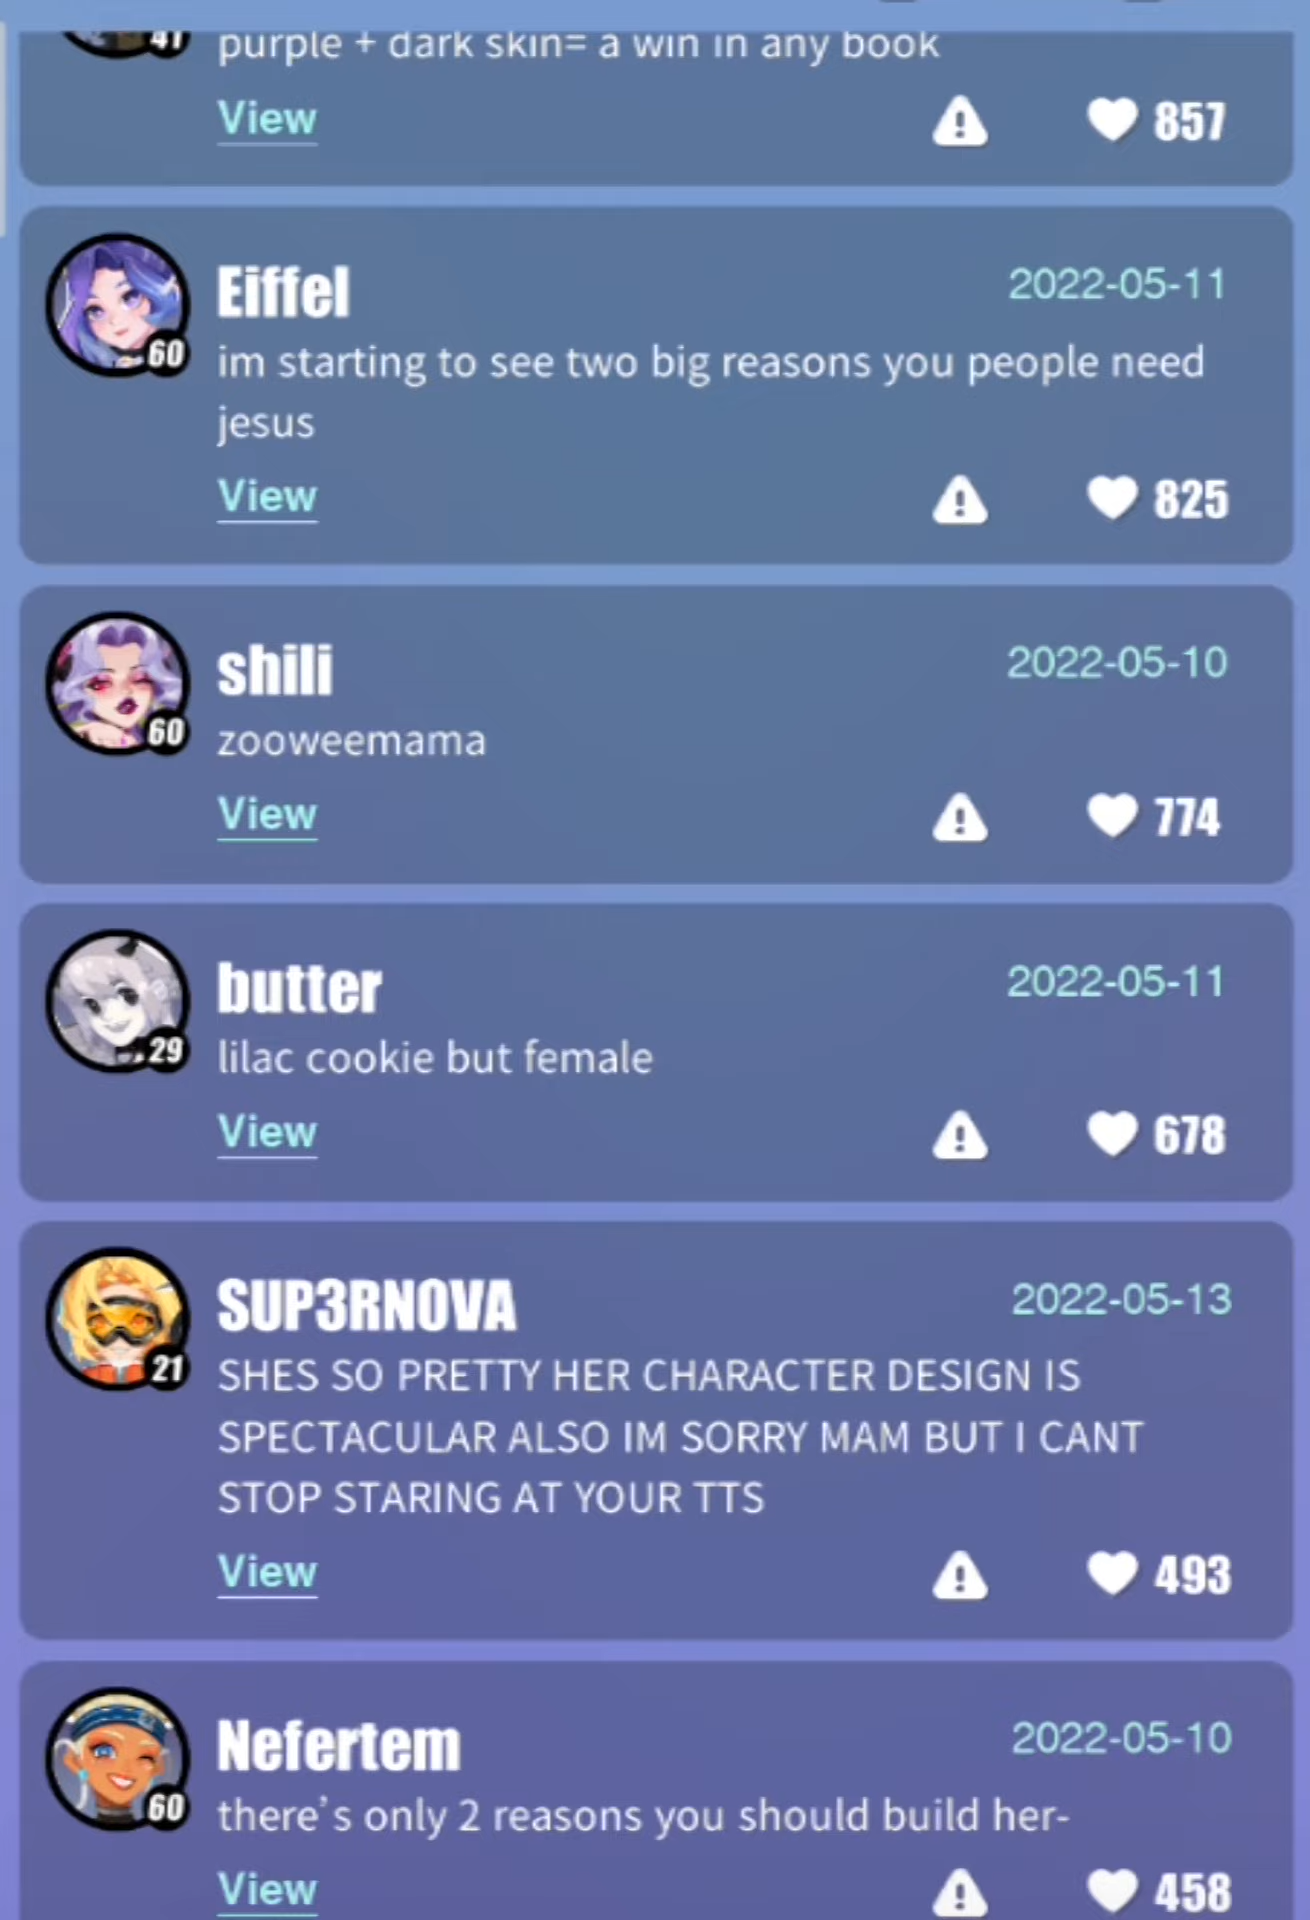 41
purple + dark skin= a win in any book
View
857
Eiffel
2022-05-11
60
im starting to see two big reasons you people need
jesus
View
825
shili
2022-05-10
60
zooweemama
View
774
butter
2022-05-11
29
lilac cookie but female
View
678
SUP3RNOVA
2022-05-13
21
SHES SO PRETTY HER CHARACTER DESIGN IS
SPECTACULAR ALSO IM SORRY MAM BUT I CANT
STOP STARING AT YOUR TTS
View
493
Nefertem
2022-05-10
60
there’s only 2 reasons you should build her-
View
458